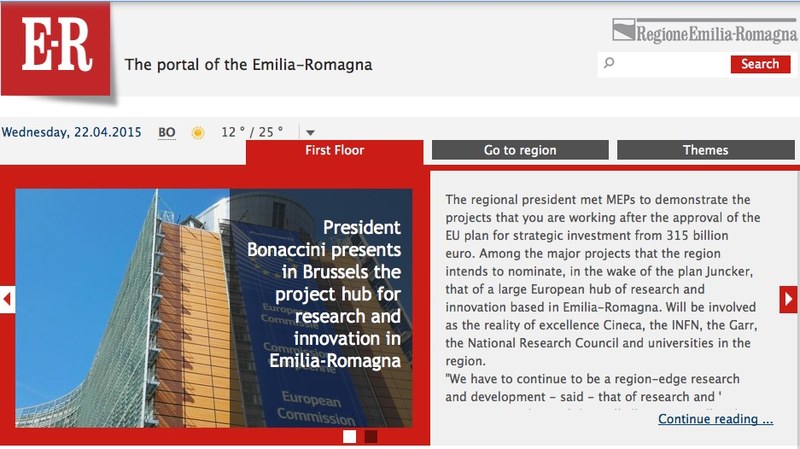 E-R
The portal of the Emilia-Romagna
RegioneEmilia-Romagna
Search
Wednesday, 22.04.2015 BO 12 ° / 25 °
First Floor
Go to region
Themes
President
Bonaccini presents
in Brussels the
project hub for
research and
innovation in
Emilia-Romagna
European
Commission
The regional president met MEPs to demonstrate the
projects that you are working after the approval of the
EU plan for strategic investment from 315 billion
euro. Among the major projects that the region
intends to nominate, in the wake of the plan Juncker,
that of a large European hub of research and
innovation based in Emilia-Romagna. Will be involved
as the reality of excellence Cineca, the INFN, the Garr,
the National Research Council and universities in the
region.
"We have to continue to be a region-edge research
and development - said - that of research and '
Continue reading ...